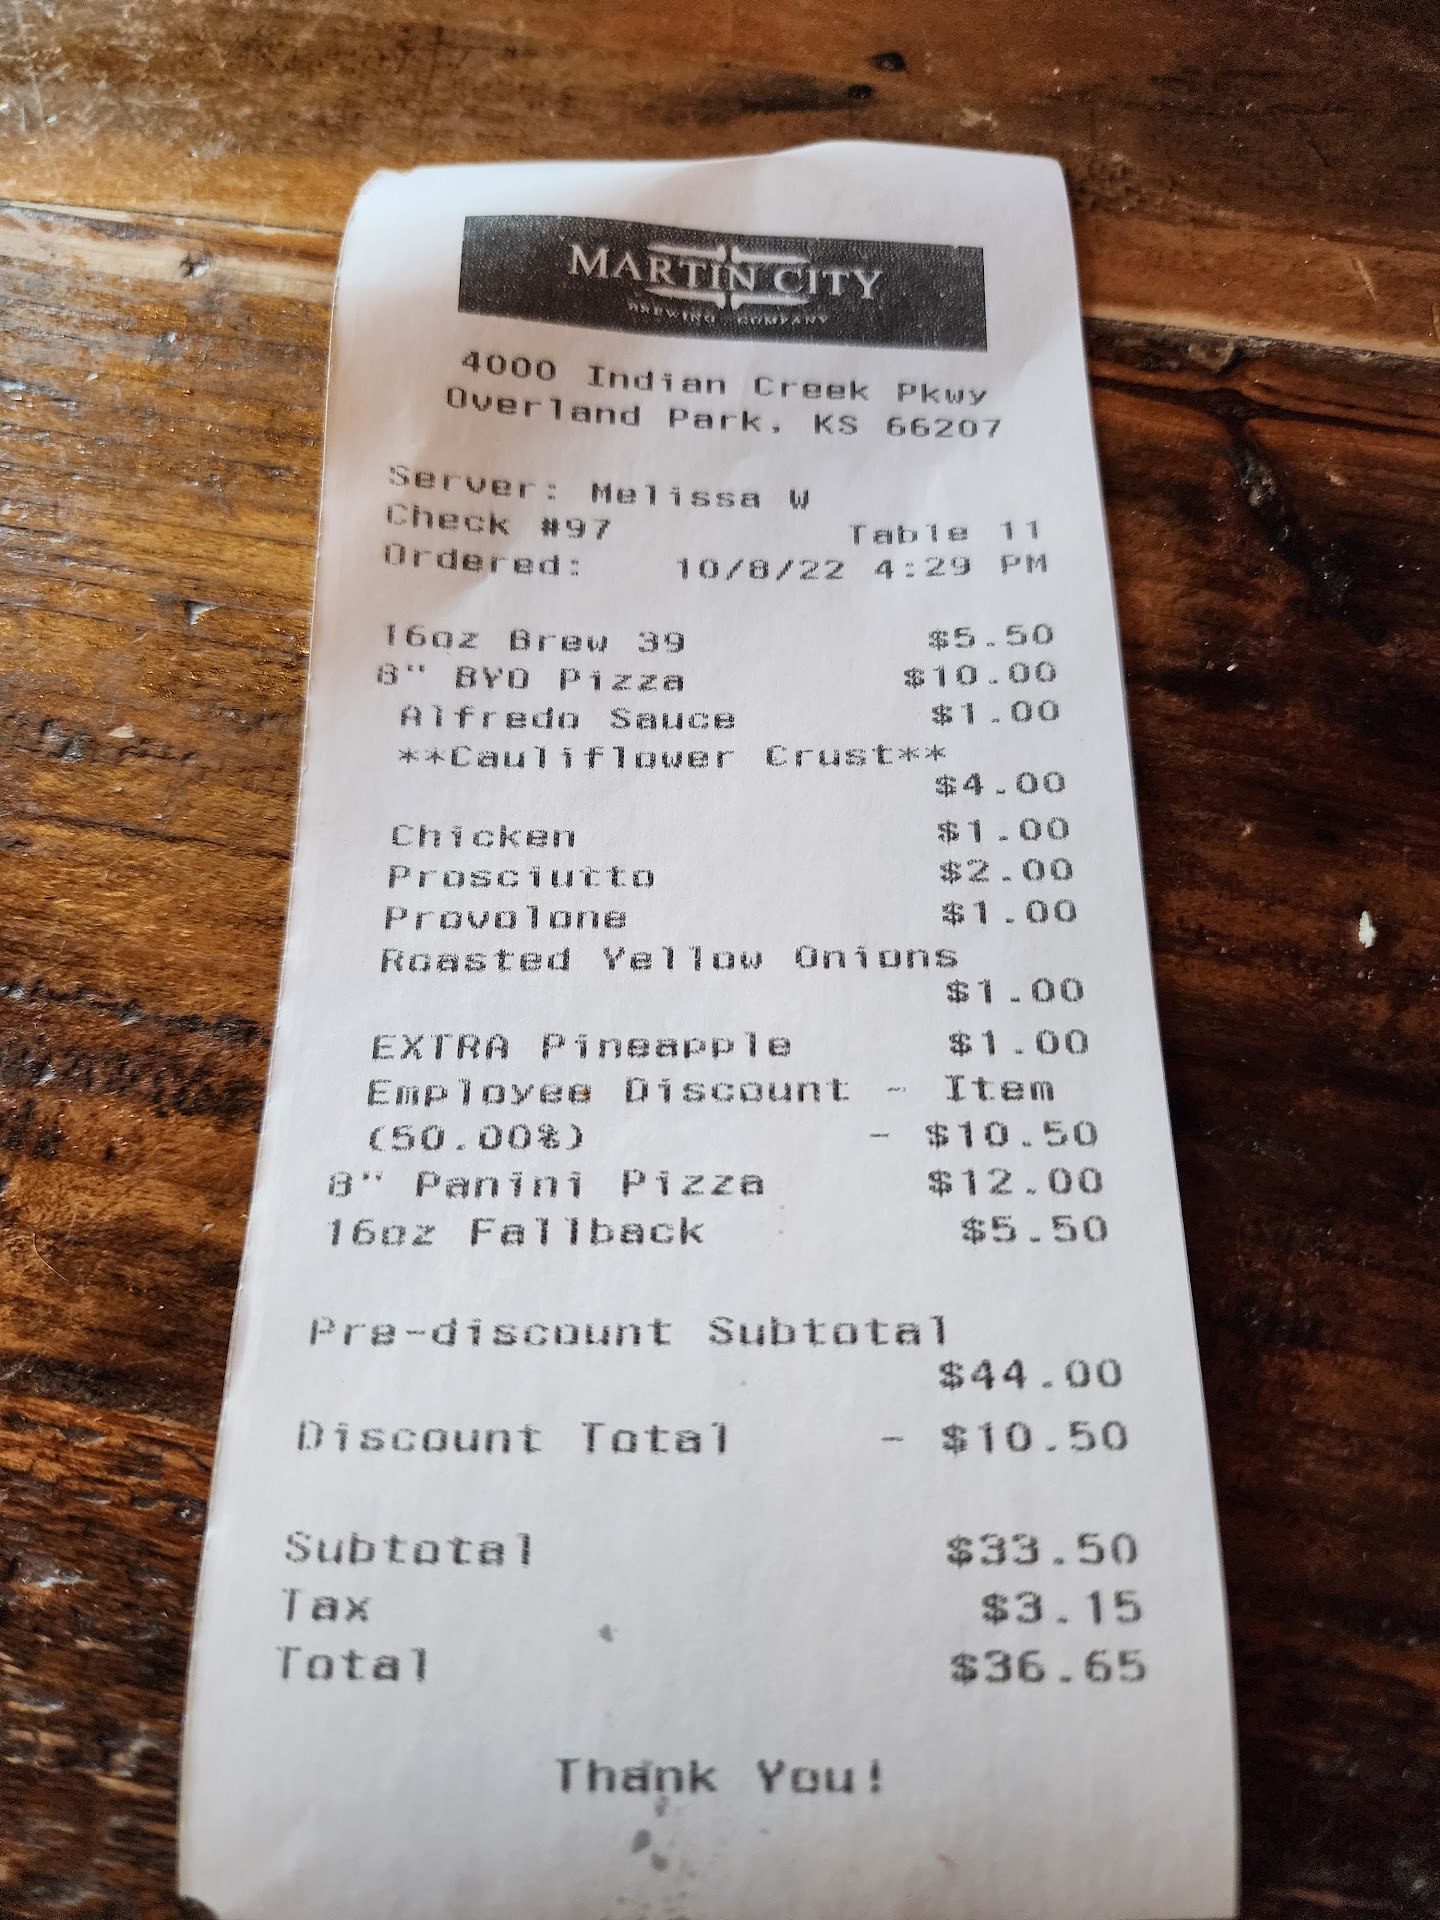 MARTIN CITY
BREWING COMPANY
4000 Indian Creek Pkwy
Overland Park, KS 66207
Server: Melissa W
Check #97 Table 11
Ordered: 10/8/22 4:29 PM
16oz Brew 39 $5.50
8" BYO Pizza $10.00
Alfredo Sauce $1.00
**Cauliflower Crust**
$4.00
Chicken $1.00
Prosciutto $2.00
Provolone $1.00
Roasted Yellow Onions
$1.00
EXTRA Pineapple $1.00
Employee Discount - Item
(50.00%) - $10.50
8" Panini Pizza $12.00
16oz Fallback $5.50
Pre-discount Subtotal
$44.00
Discount Total - $10.50
Subtotal $33.50
Tax $3.15
Total $36.65
Thank You!